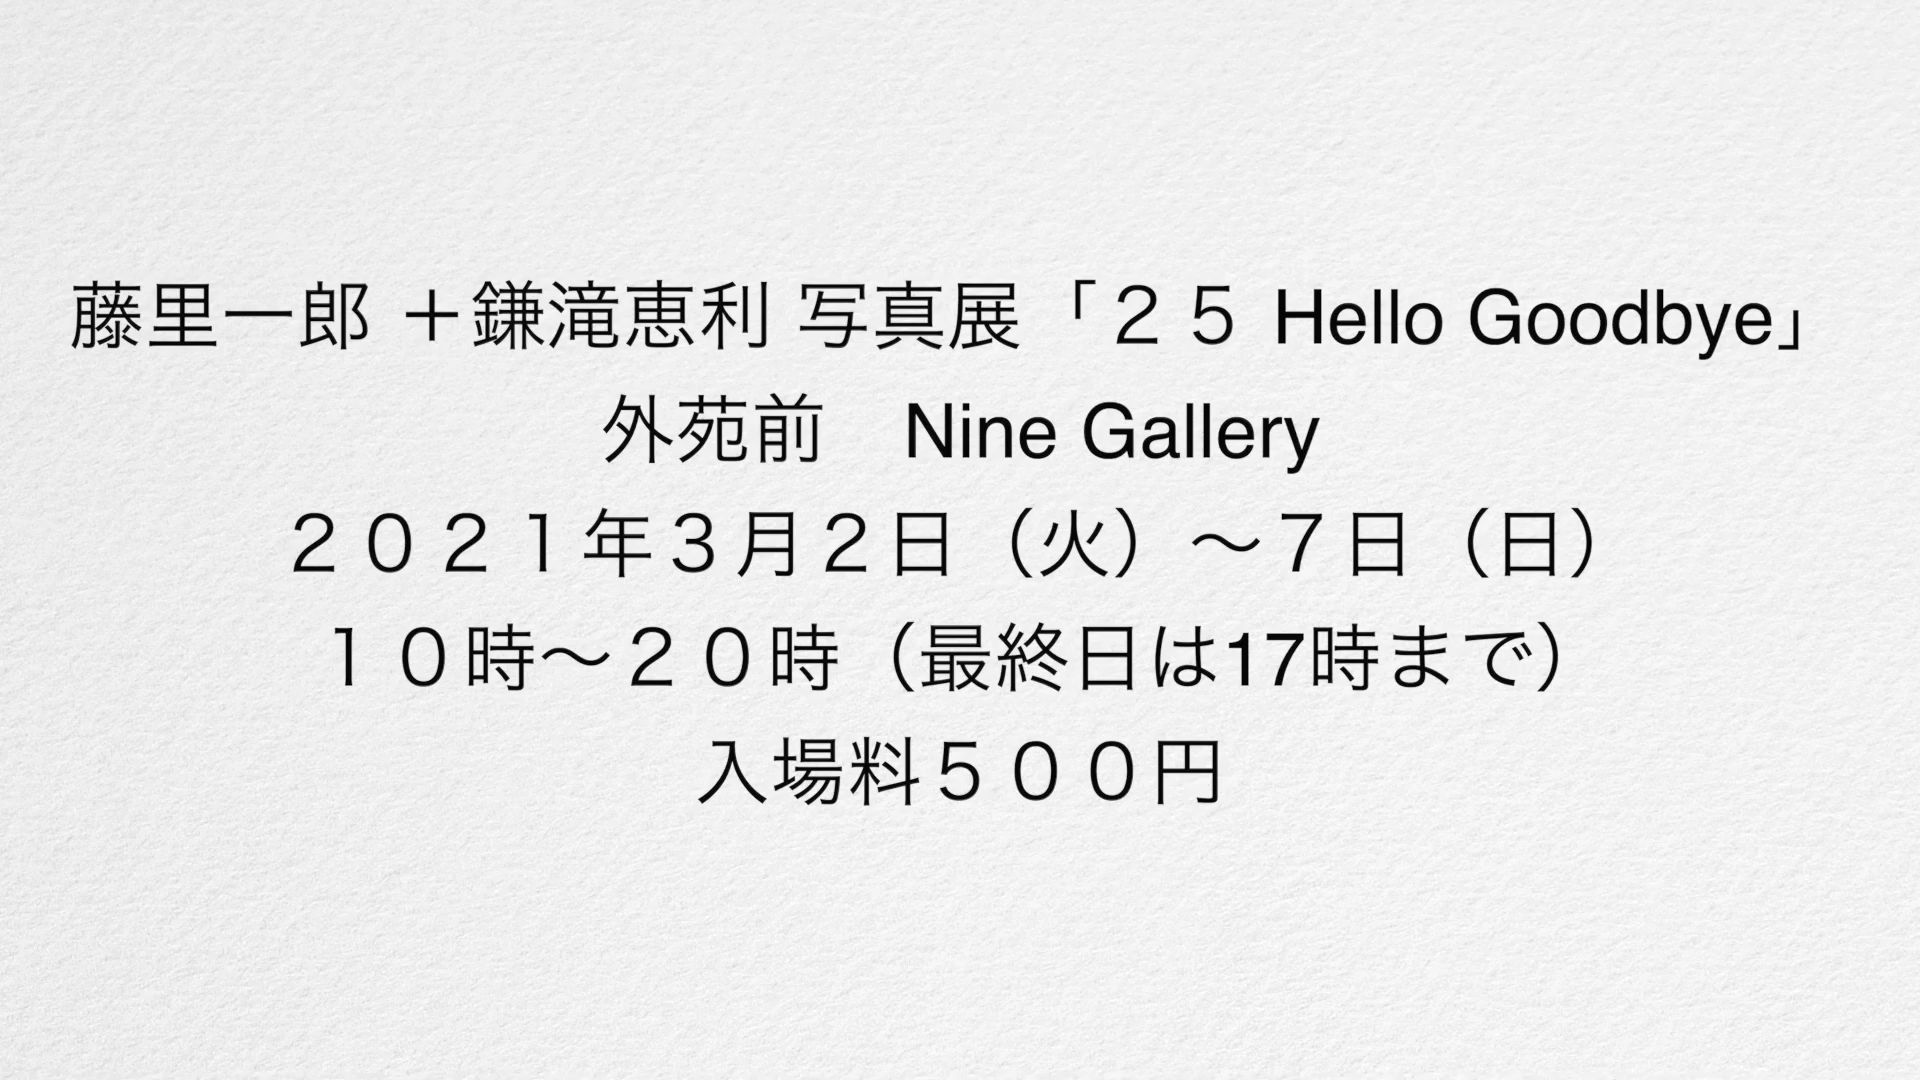 藤里一郎 ＋鎌滝恵利 写真展「２５ Hello Goodbye」
外苑前　Nine Gallery
２０２１年３月２日（火）〜７日（日）
１０時〜２０時（最終日は17時まで）
入場料５００円